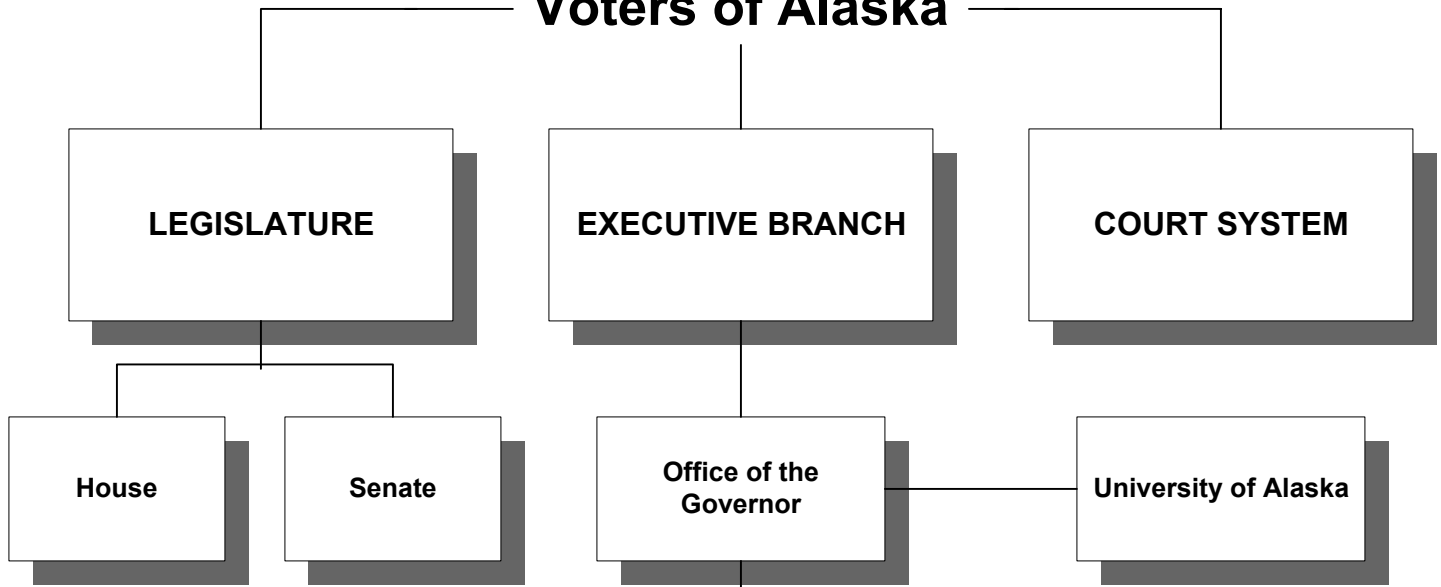 Voters of Alaska
LEGISLATURE
EXECUTIVE BRANCH
COURT SYSTEM
House
Senate
Office of the
Governor
University of Alaska